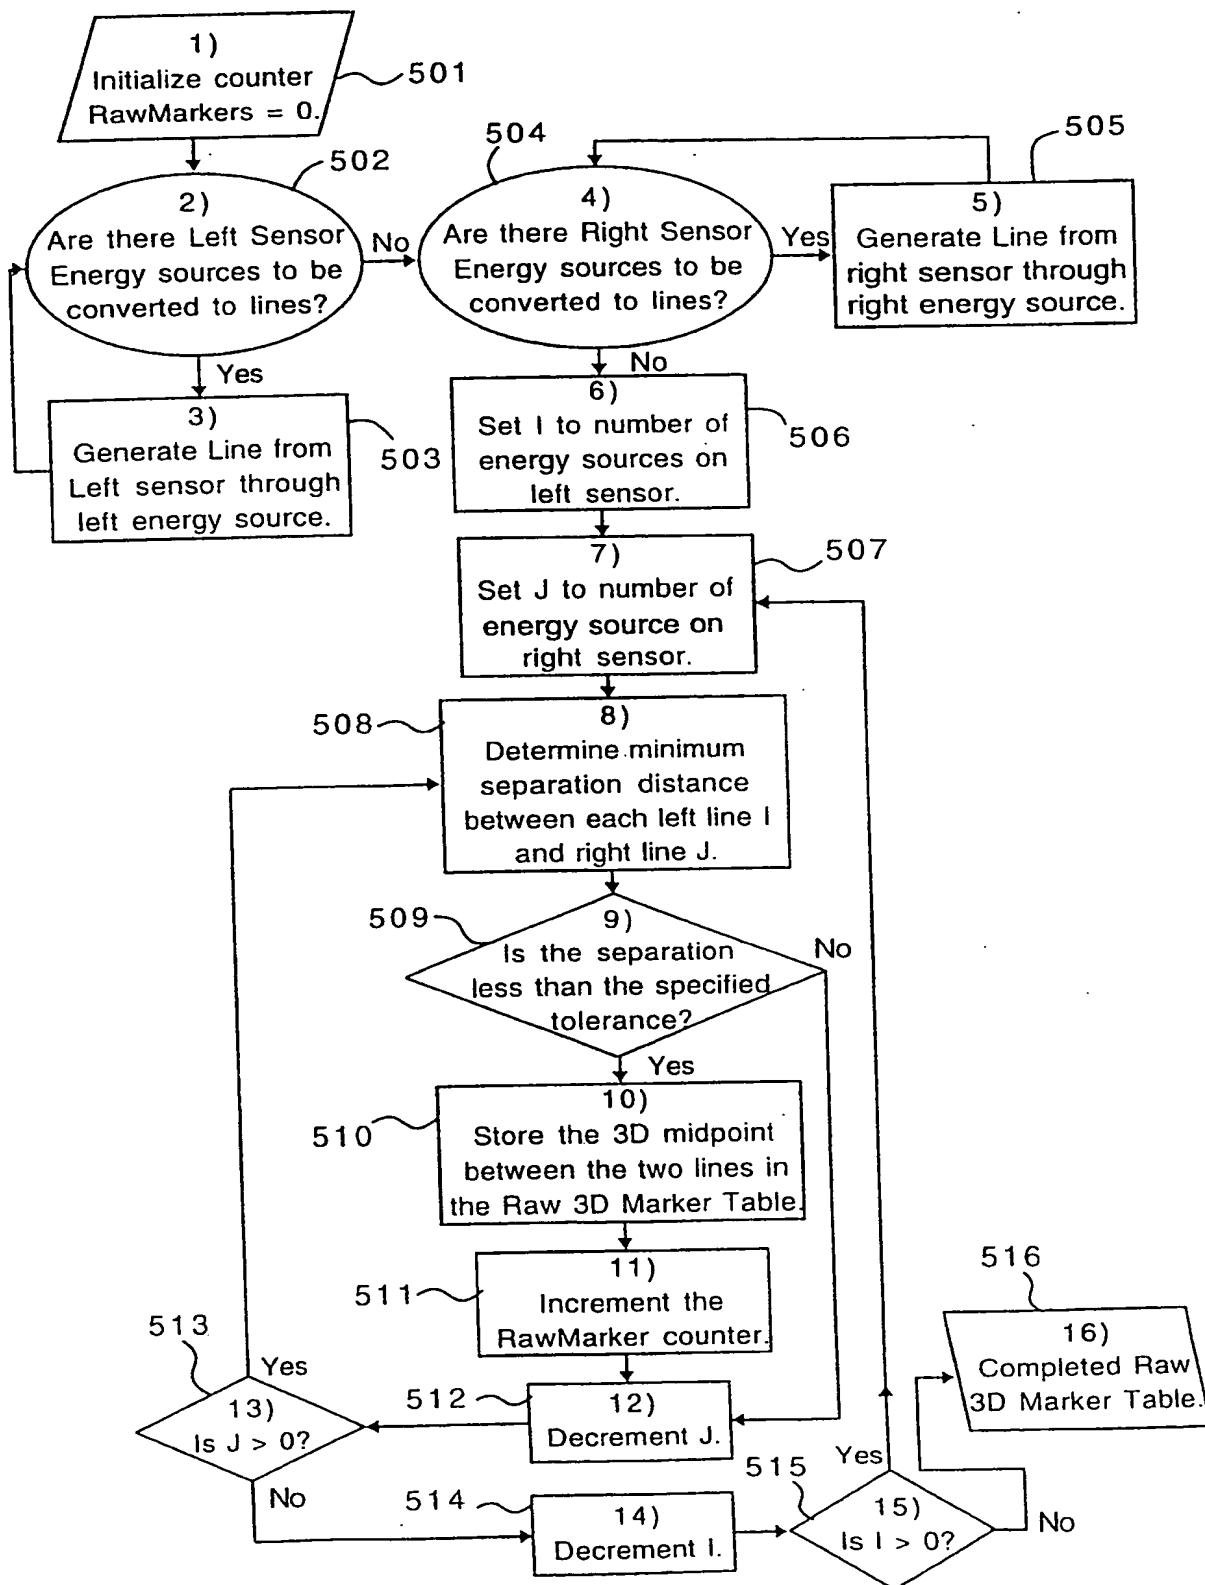 1)
Initialize counter
RawMarkers = 0.
501
502
2)
Are there Left Sensor
Energy sources to be
converted to lines?
No
Yes
3)
Generate Line from
Left sensor through
left energy source.
503
504
4)
Are there Right Sensor
Energy sources to be
converted to lines?
Yes
No
505
5)
Generate Line from
right sensor through
right energy source.
6)
Set I to number of
energy sources on
left sensor.
506
7)
Set J to number of
energy source on
right sensor.
507
508
8)
Determine minimum
separation distance
between each left line I
and right line J.
509
9)
Is the separation
less than the specified
tolerance?
No
Yes
510
10)
Store the 3D midpoint
between the two lines in
the Raw 3D Marker Table.
511
11)
Increment the
RawMarker counter.
512
12)
Decrement J.
513
13)
Is J > 0?
Yes
No
514
14)
Decrement I.
515
15)
Is I > 0?
Yes
No
516
16)
Completed Raw
3D Marker Table.